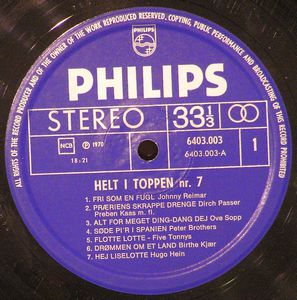 ALL RIGHTS OF THE RECORD PRODUCER AND OF THE OWNER OF THE WORK REPRODUCED RESERVED. COPYING, PUBLIC PERFORMANCE AND BROADCASTING OF THIS RECORD PROHIBITED
PHILIPS
PHILIPS
STEREO 33 1/3
NCB
℗ 1970
18:21
6403.003
6403.003-A
1
HELT I TOPPEN nr. 7
1. FRI SOM EN FUGL Johnny Reimar
2. PRÆRIENS SKRAPPE DRENGE Dirch Passer
Preben Kaas m. fl.
3. ALT FOR MEGET DING-DANG DEJ Ove Sopp
4. SØDE PI'R I SPANIEN Peter Brothers
5. FLOTTE LOTTE - Five Tonnys
6. DRØMMEN OM ET LAND Birthe Kjær
7. HEJ LISELOTTE Hugo Hein